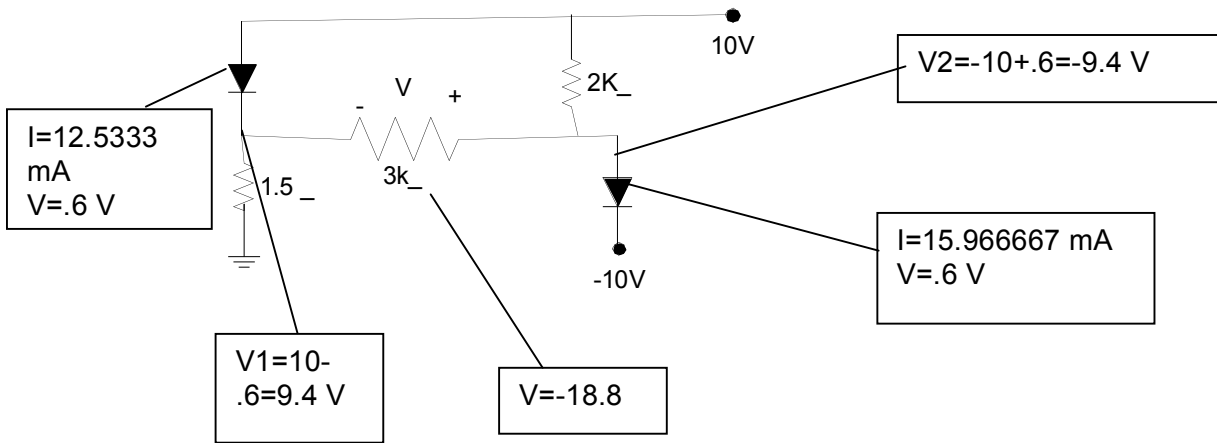 10V
V2=-10+.6=-9.4 V
V
- +
2K_
I=12.5333
mA
V=.6 V
1.5 _
3k_
I=15.966667 mA
V=.6 V
-10V
V1=10-
.6=9.4 V
V=-18.8